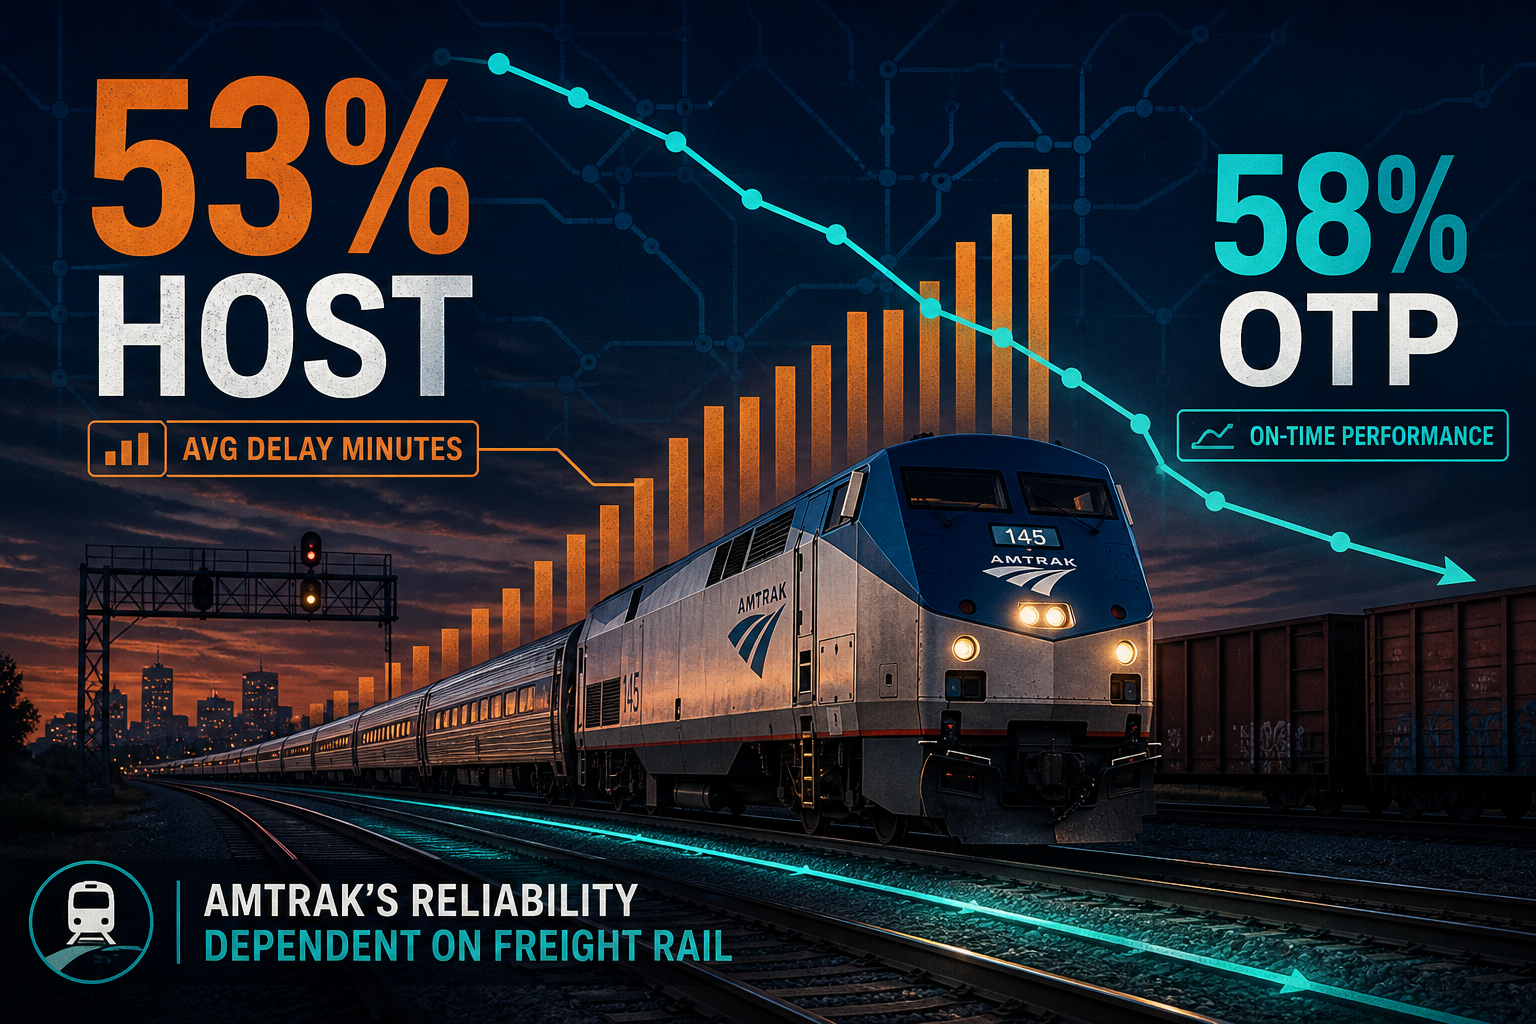 53%
HOST
AVG DELAY MINUTES
58%
OTP
ON-TIME PERFORMANCE
145
AMTRAK
AMTRAK
145
AMTRAK'S RELIABILITY
DEPENDENT ON FREIGHT RAIL